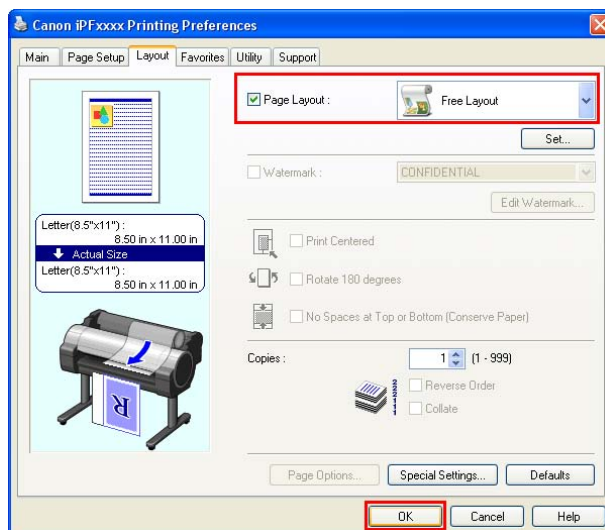 Canon iPFxxxx Printing Preferences
Main Page Setup Layout Favorites Utility Support
Page Layout : Free Layout
Set...
Watermark : CONFIDENTIAL
Edit Watermark...
Letter(8.5"x11") :
8.50 in x 11.00 in
Actual Size
Letter(8.5"x11") :
8.50 in x 11.00 in
Print Centered
Rotate 180 degrees
No Spaces at Top or Bottom (Conserve Paper)
Copies : 1 (1 - 999)
Reverse Order
Collate
R
Page Options... Special Settings... Defaults
OK Cancel Help